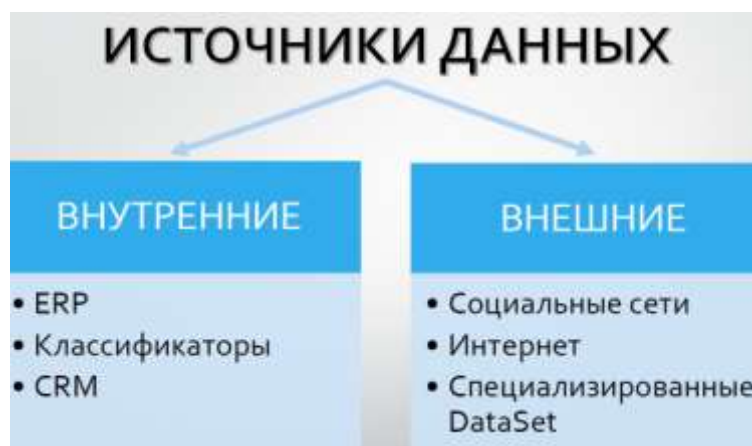 ИСТОЧНИКИ ДАННЫХ
ВНУТРЕННИЕ
• ERP
• Классификаторы
• CRM
ВНЕШНИЕ
• Социальные сети
• Интернет
• Специализированные
DataSet